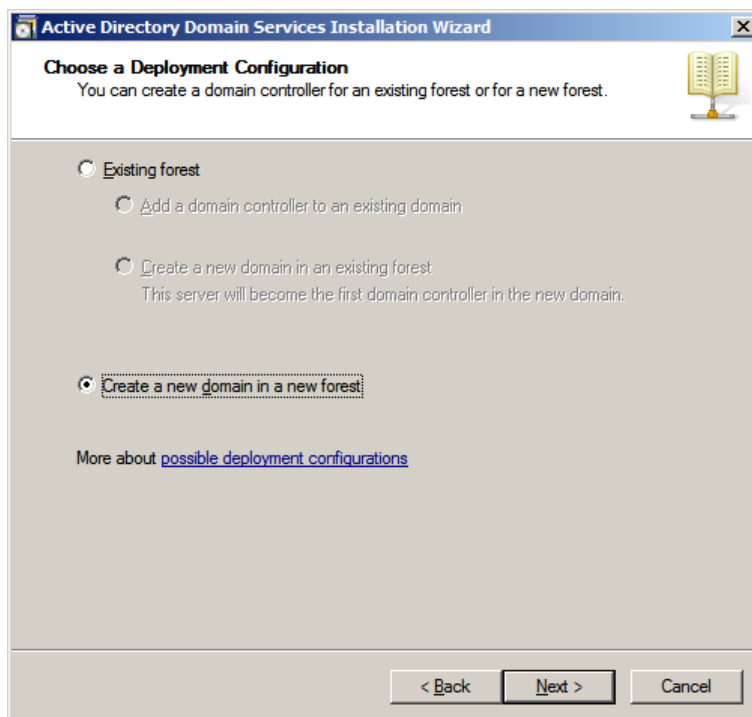 Active Directory Domain Services Installation Wizard
Choose a Deployment Configuration
You can create a domain controller for an existing forest or for a new forest.
Existing forest
Add a domain controller to an existing domain
Create a new domain in an existing forest
This server will become the first domain controller in the new domain.
Create a new domain in a new forest
More about possible deployment configurations
< Back Next > Cancel